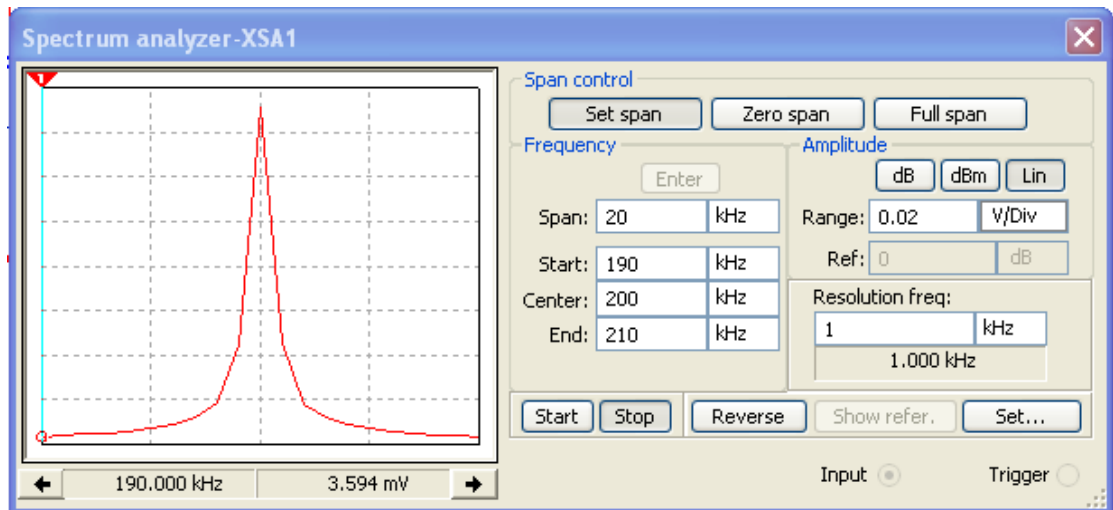 Spectrum analyzer-XSA1
1
Span control
Set span Zero span Full span
Frequency
Enter
Span: 20 kHz
Start: 190 kHz
Center: 200 kHz
End: 210 kHz
Amplitude
dB dBm Lin
Range: 0.02 V/Div
Ref: 0 dB
Resolution freq:
1 kHz
1.000 kHz
Start Stop Reverse Show refer. Set...
190.000 kHz 3.594 mV
Input Trigger